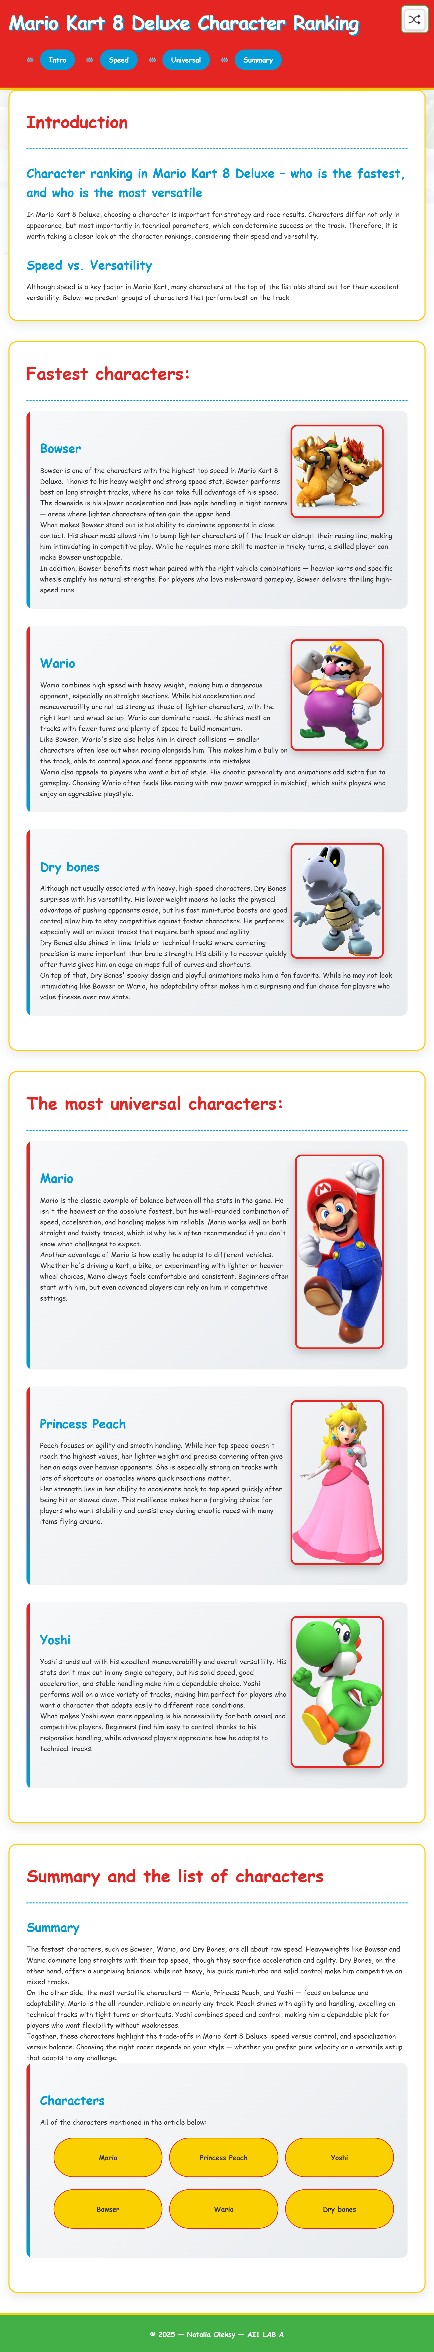 Mario Kart 8 Deluxe Character Ranking
Intro
Speed
Universal
Summary
Introduction
Character ranking in Mario Kart 8 Deluxe – who is the fastest,
and who is the most versatile
In Mario Kart 8 Deluxe, choosing a character is important for strategy and race results. Characters differ not only in
appearance, but most importantly in technical parameters, which can determine success on the track. Therefore, it is
worth taking a closer look at the character rankings, considering their speed and versatility.
Speed vs. Versatility
Although speed is a key factor in Mario Kart, many characters at the top of the list also stand out for their excellent
versatility. Below, we present groups of characters that perform best on the track.
Fastest characters:
Bowser
Bowser is one of the characters with the highest top speed in Mario Kart 8
Deluxe. Thanks to his heavy weight and strong speed stat, Bowser performs
best on long straight tracks, where he can take full advantage of his speed.
The downside is his slower acceleration and less agile handling in tight corners
— areas where lighter characters often gain the upper hand.
What makes Bowser stand out is his ability to dominate opponents in close
contact. His sheer mass allows him to bump lighter characters off the track or disrupt their racing line, making
him intimidating in competitive play. While he requires more skill to master in tricky turns, a skilled player can
make Bowser unstoppable.
In addition, Bowser benefits most when paired with the right vehicle combinations — heavier karts and specific
wheels amplify his natural strengths. For players who love risk-reward gameplay, Bowser delivers thrilling high-
speed runs.
Wario
Wario combines high speed with heavy weight, making him a dangerous
opponent, especially on straight sections. While his acceleration and
maneuverability are not as strong as those of lighter characters, with the
right kart and wheel setup, Wario can dominate races. He shines most on
tracks with fewer turns and plenty of space to build momentum.
Like Bowser, Wario's size also helps him in direct collisions — smaller
characters often lose out when racing alongside him. This makes him a bully on
the track, able to control space and force opponents into mistakes.
Wario also appeals to players who want a bit of style. His chaotic personality and animations add extra fun to
gameplay. Choosing Wario often feels like racing with raw power wrapped in mischief, which suits players who
enjoy an aggressive playstyle.
Dry bones
Although not usually associated with heavy, high-speed characters, Dry Bones
surprises with his versatility. His lower weight means he lacks the physical
advantage of pushing opponents aside, but his fast mini-turbo boosts and good
control allow him to stay competitive against faster characters. He performs
especially well on mixed tracks that require both speed and agility.
Dry Bones also shines in time trials or technical tracks where cornering
precision is more important than brute strength. His ability to recover quickly
after turns gives him an edge on maps full of curves and shortcuts.
On top of that, Dry Bones' spooky design and playful animations make him a fan favorite. While he may not look
intimidating like Bowser or Wario, his adaptability often makes him a surprising and fun choice for players who
value finesse over raw stats.
The most universal characters:
Mario
Mario is the classic example of balance between all the stats in the game. He
isn't the heaviest or the absolute fastest, but his well-rounded combination of
speed, acceleration, and handling makes him reliable. Mario works well on both
straight and twisty tracks, which is why he's often recommended if you don't
know what challenges to expect.
Another advantage of Mario is how easily he adapts to different vehicles.
Whether he's driving a kart, a bike, or experimenting with lighter or heavier
wheel choices, Mario always feels comfortable and consistent. Beginners often
start with him, but even advanced players can rely on him in competitive
settings.
Princess Peach
Peach focuses on agility and smooth handling. While her top speed doesn't
reach the highest values, her lighter weight and precise cornering often give
her an edge over heavier opponents. She is especially strong on tracks with
lots of shortcuts or obstacles where quick reactions matter.
Her strength lies in her ability to accelerate back to top speed quickly after
being hit or slowed down. This resilience makes her a forgiving choice for
players who want stability and consistency during chaotic races with many
items flying around.
Yoshi
Yoshi stands out with his excellent maneuverability and overall versatility. His
stats don't max out in any single category, but his solid speed, good
acceleration, and stable handling make him a dependable choice. Yoshi
performs well on a wide variety of tracks, making him perfect for players who
want a character that adapts easily to different race conditions.
What makes Yoshi even more appealing is his accessibility for both casual and
competitive players. Beginners find him easy to control thanks to his
responsive handling, while advanced players appreciate how he adapts to
technical tracks.
Summary and the list of characters
Summary
The fastest characters, such as Bowser, Wario, and Dry Bones, are all about raw speed. Heavyweights like Bowser and
Wario dominate long straights with their top speed, though they sacrifice acceleration and agility. Dry Bones, on the
other hand, offers a surprising balance: while not heavy, his quick mini-turbo and solid control make him competitive on
mixed tracks.
On the other side, the most versatile characters — Mario, Princess Peach, and Yoshi — focus on balance and
adaptability. Mario is the all-rounder, reliable on nearly any track. Peach shines with agility and handling, excelling on
technical tracks with tight turns or shortcuts. Yoshi combines speed and control, making him a dependable pick for
players who want flexibility without weaknesses.
Together, these characters highlight the trade-offs in Mario Kart 8 Deluxe: speed versus control, and specialization
versus balance. Choosing the right racer depends on your style — whether you prefer pure velocity or a versatile setup
that adapts to any challenge.
Characters
All of the characters mentioned in the article below:
Mario
Princess Peach
Yoshi
Bowser
Wario
Dry bones
© 2025 — Natalia Oleksy — AI1 LAB A